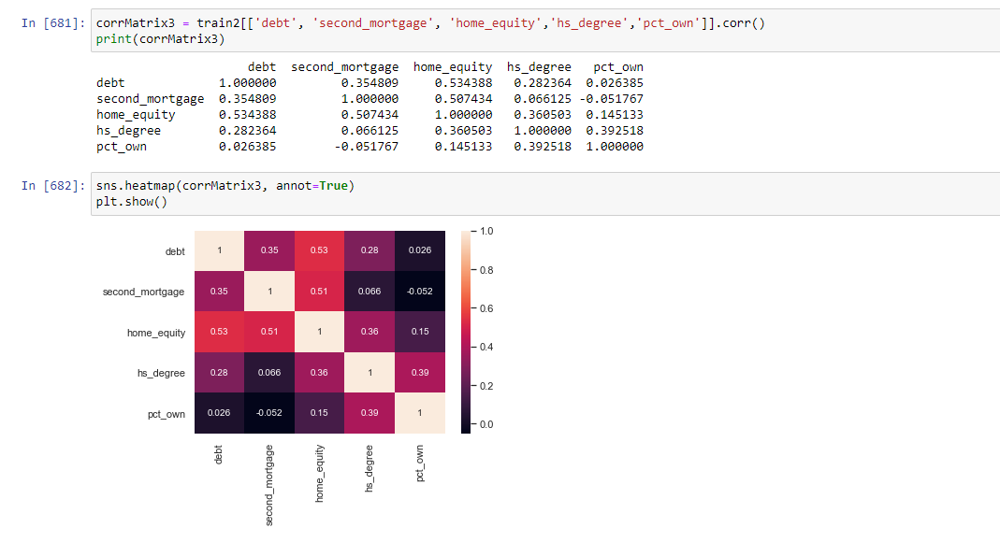 In [681]: corrMatrix3 = train2[['debt', 'second_mortgage', 'home_equity','hs_degree','pct_own']].corr()
print(corrMatrix3)
debt second_mortgage home_equity hs_degree pct_own
debt 1.000000 0.354809 0.534388 0.282364 0.026385
second_mortgage 0.354809 1.000000 0.507434 0.066125 -0.051767
home_equity 0.534388 0.507434 1.000000 0.360503 0.145133
hs_degree 0.282364 0.066125 0.360503 1.000000 0.392518
pct_own 0.026385 -0.051767 0.145133 0.392518 1.000000
In [682]: sns.heatmap(corrMatrix3, annot=True)
plt.show()
1.0
debt 1 0.35 0.53 0.28 0.026
0.8
second_mortgage 0.35 1 0.51 0.066 -0.052
0.6
home_equity 0.53 0.51 1 0.36 0.15
0.4
hs_degree 0.28 0.066 0.36 1 0.39
0.2
pct_own 0.026 -0.052 0.15 0.39 1
0.0
debt
second_mortgage
home_equity
hs_degree
pct_own